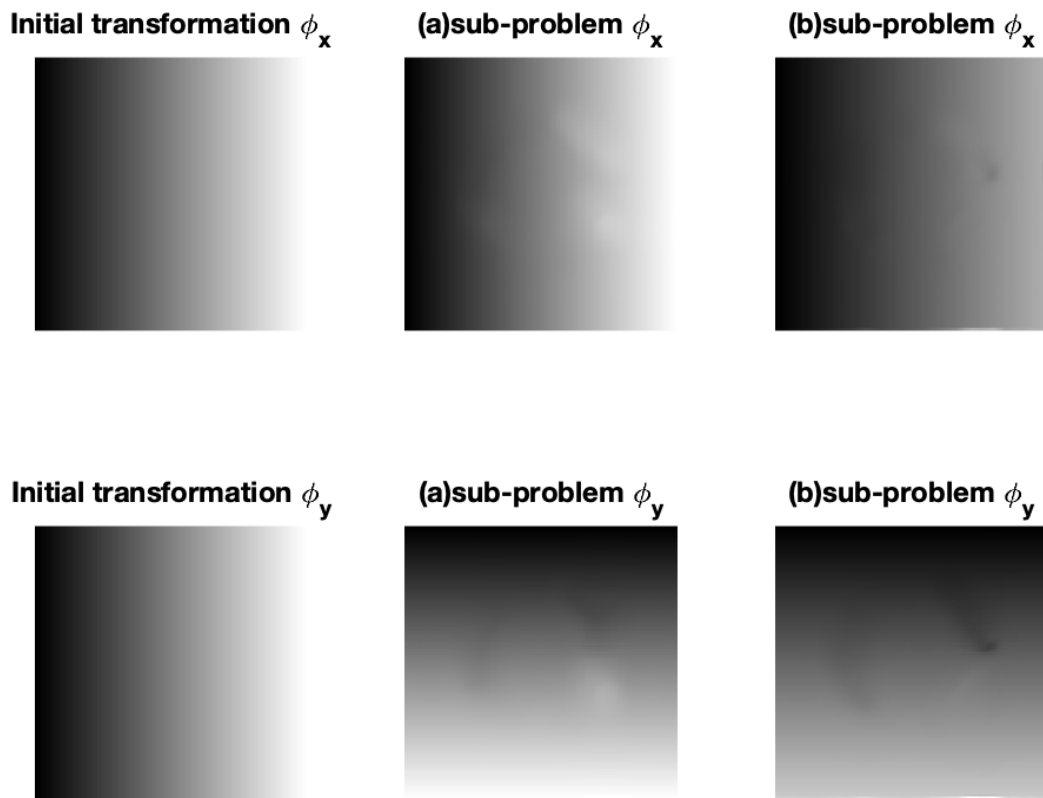 Initial transformation ϕx
(a)sub-problem ϕx
(b)sub-problem ϕx
Initial transformation ϕy
(a)sub-problem ϕy
(b)sub-problem ϕy